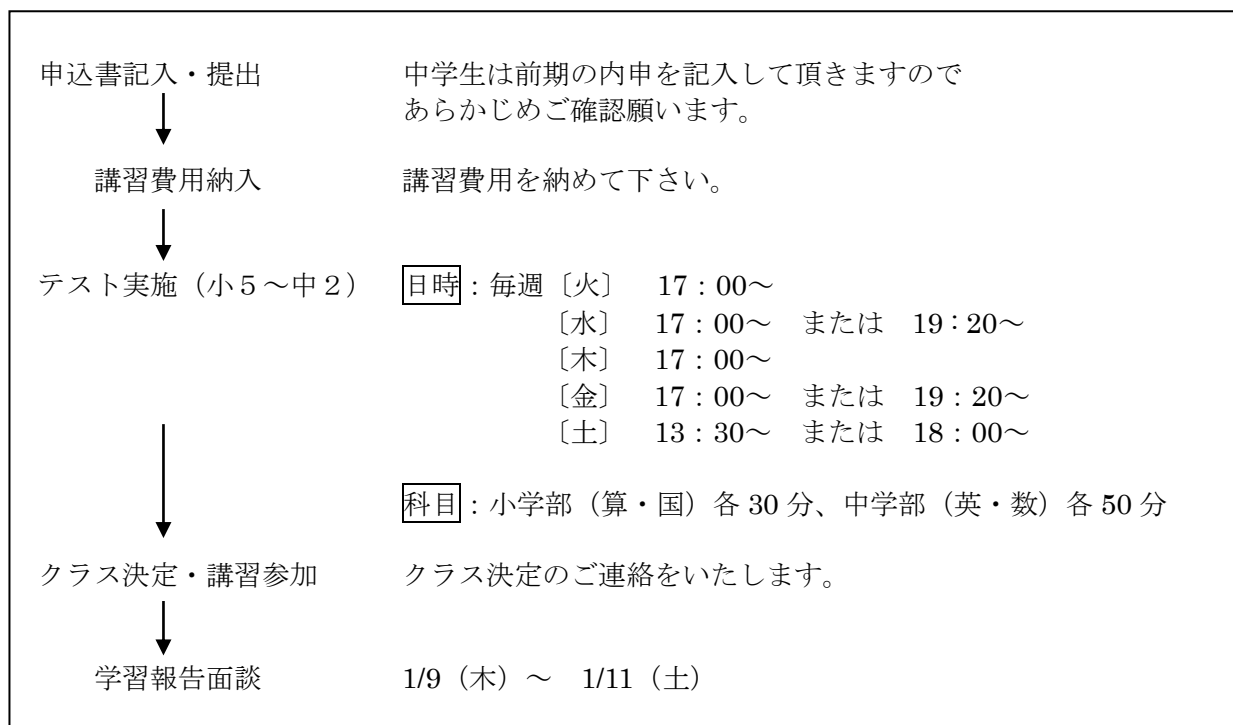 申込書記入・提出 中学生は前期の内申を記入して頂きますので
あらかじめご確認願います。
講習費用納入 講習費用を納めて下さい。
テスト実施（小５～中２） 日時：毎週〔火〕 17：00～
〔水〕 17：00～ または 19：20～
〔木〕 17：00～
〔金〕 17：00～ または 19：20～
〔土〕 13：30～ または 18：00～
科目：小学部（算・国）各 30 分、中学部（英・数）各 50 分
クラス決定・講習参加 クラス決定のご連絡をいたします。
学習報告面談 1/9（木）～ 1/11（土）